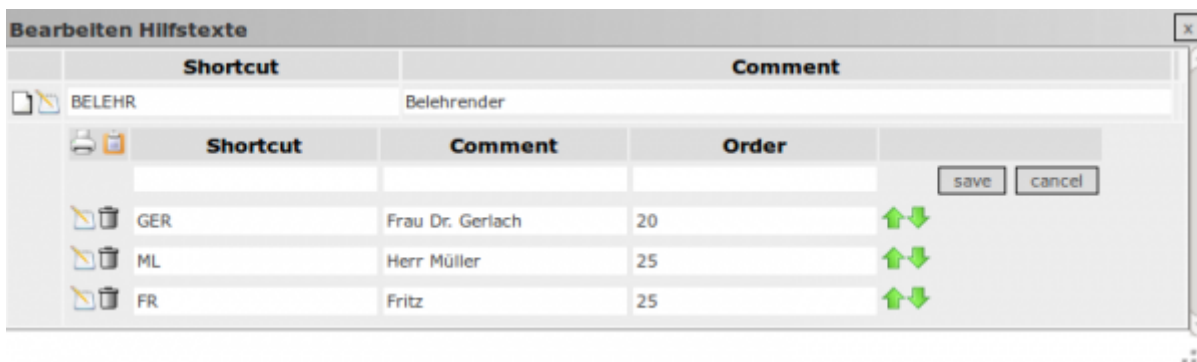 Bearbeiten Hilfstexte x
Shortcut Comment
BELEHR Belehrender
Shortcut Comment Order
save cancel
GER Frau Dr. Gerlach 20
ML Herr Müller 25
FR Fritz 25